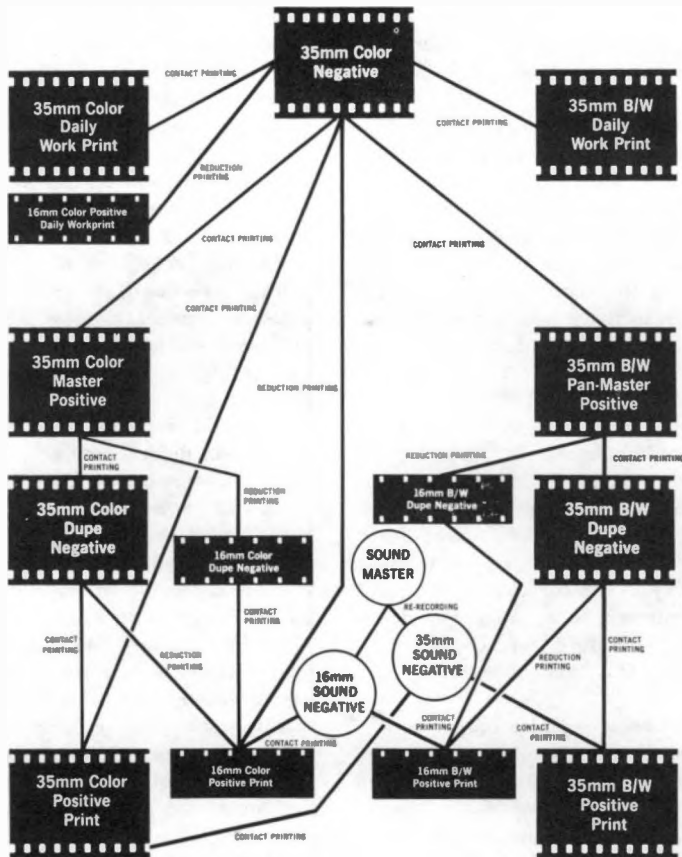 35mm Color
Negative
CONTACT PRINTING
35mm Color
Daily
Work Print
35mm B/W
Daily
Work Print
CONTACT PRINTING
REDUCTION
PRINTING
16mm Color Positive
Daily Workprint
CONTACT PRINTING
CONTACT PRINTING
CONTACT PRINTING
35mm Color
Master
Positive
REDUCTION PRINTING
35mm B/W
Pan-Master
Positive
CONTACT
PRINTING
REDUCTION
PRINTING
REDUCTION PRINTING
CONTACT PRINTING
35mm Color
Dupe
Negative
16mm B/W
Dupe Negative
35mm B/W
Dupe
Negative
16mm Color
Dupe Negative
SOUND
MASTER
CONTACT
PRINTING
RE-RECORDING
CONTACT
PRINTING
REDUCTION
PRINTING
35mm
SOUND
NEGATIVE
REDUCTION
PRINTING
CONTACT
PRINTING
16mm
SOUND
NEGATIVE
CONTACT
PRINTING
CONTACT
PRINTING
CONTACT PRINTING
35mm Color
Positive
Print
16mm Color
Positive Print
16mm B/W
Positive Print
35mm B/W
Positive
Print
CONTACT PRINTING